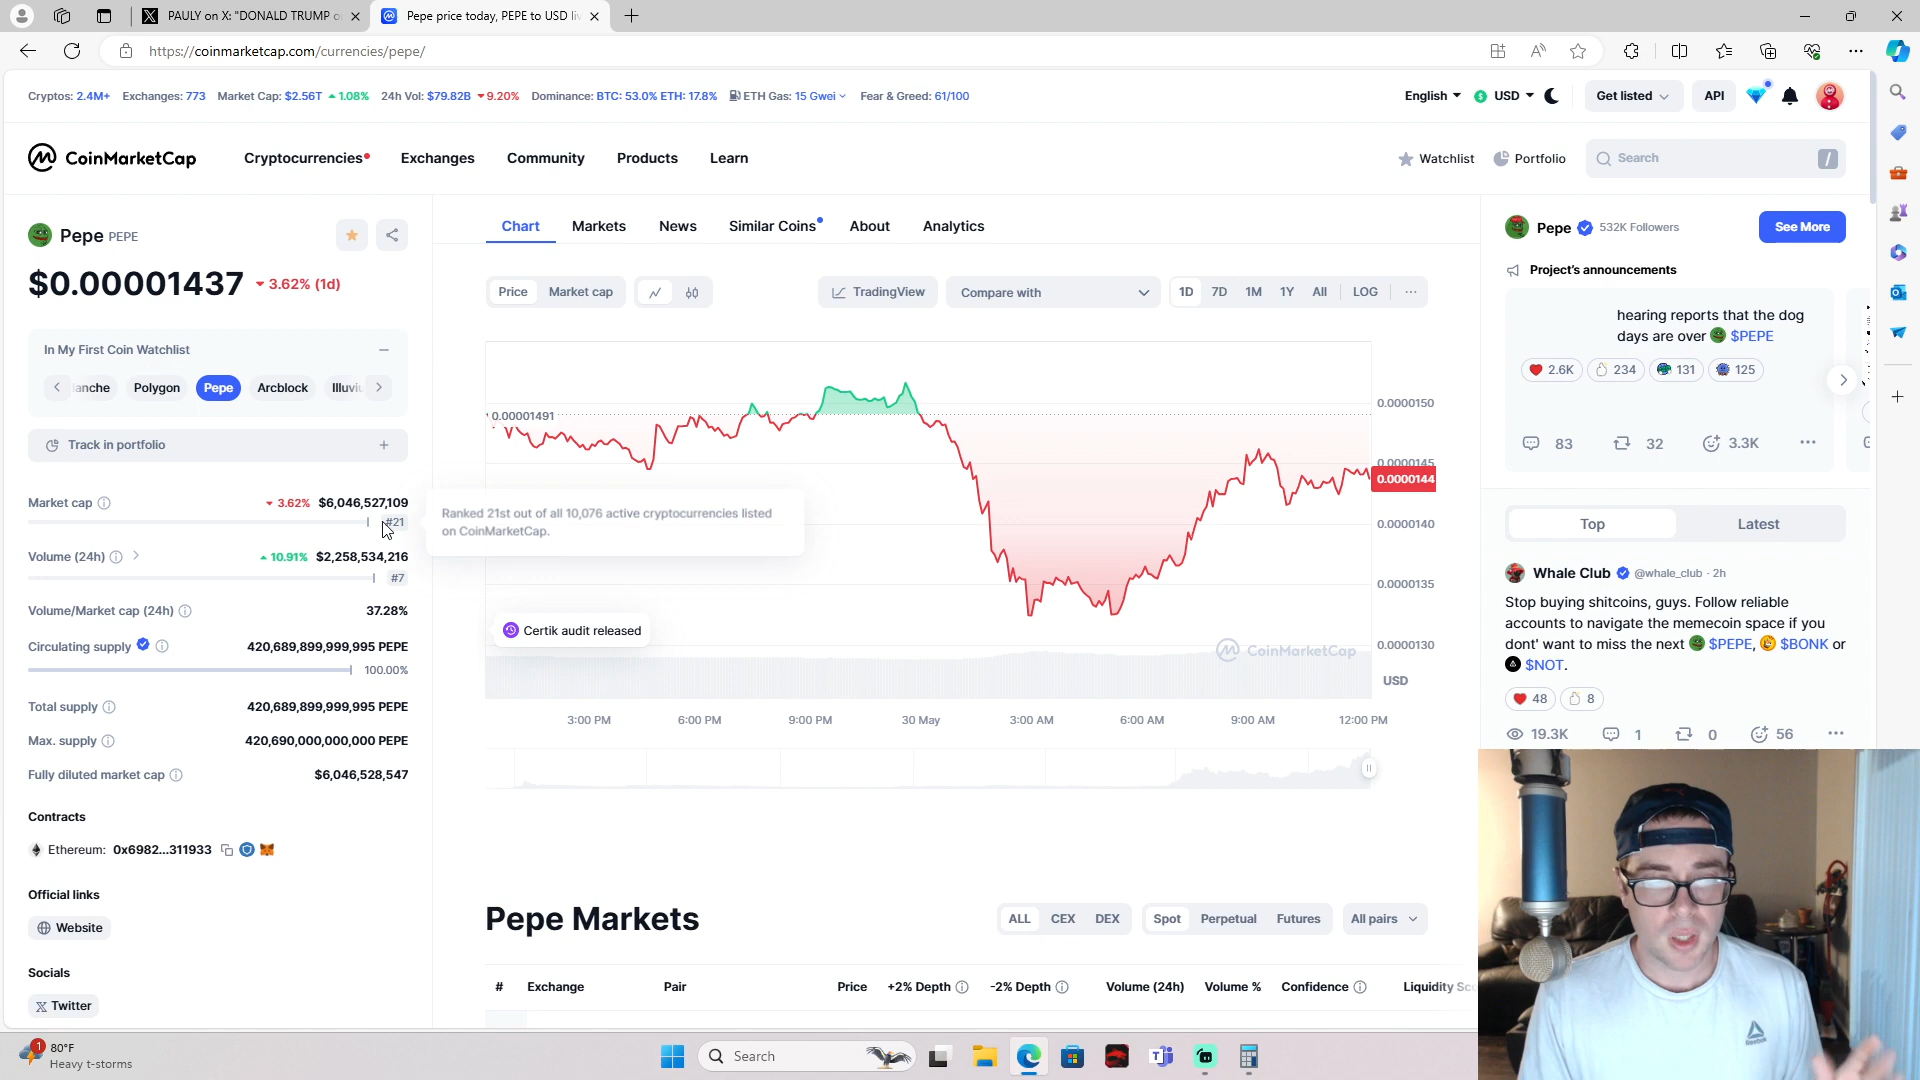 PAULY on X: "DONALD TRUMP
Pepe price today, PEPE to USD li
https://coinmarketcap.com/currencies/pepe/
Cryptos: 2.4M+ Exchanges: 773 Market Cap: $2.56T 1.08% 24h Vol: $79.82B 9.20% Dominance: BTC: 53.0% ETH: 17.8% ETH Gas: 15 Gwei Fear & Greed: 61/100
English USD Get listed API
CoinMarketCap Cryptocurrencies Exchanges Community Products Learn
Watchlist Portfolio Search /
Pepe PEPE
$0.00001437 3.62% (1d)
In My First Coin Watchlist
anche Polygon Pepe Arcblock Illuvi
Track in portfolio +
Market cap 3.62% $6,046,527,109
#21
Volume (24h) 10.91% $2,258,534,216
#7
Volume/Market cap (24h) 37.28%
Circulating supply 420,689,899,999,995 PEPE
100.00%
Total supply 420,689,899,999,995 PEPE
Max. supply 420,690,000,000,000 PEPE
Fully diluted market cap $6,046,528,547
Contracts
Ethereum: 0x6982...311933
Official links
Website
Socials
Twitter
Chart Markets News Similar Coins About Analytics
Price Market cap TradingView Compare with 1D 7D 1M 1Y All LOG ...
0.00001491
0.0000150
0.0000145
0.0000144
0.0000140
0.0000135
0.0000130
USD
Ranked 21st out of all 10,076 active cryptocurrencies listed
on CoinMarketCap.
Certik audit released
CoinMarketCap
3:00 PM 6:00 PM 9:00 PM 30 May 3:00 AM 6:00 AM 9:00 AM 12:00 PM
Pepe Markets
ALL CEX DEX Spot Perpetual Futures All pairs
# Exchange Pair Price +2% Depth -2% Depth Volume (24h) Volume % Confidence Liquidity Sc
Pepe 532K Followers See More
Project's announcements
hearing reports that the dog
days are over $PEPE
2.6K 234 131 125
83 32 3.3K ...
Top Latest
Whale Club @whale_club · 2h
Stop buying shitcoins, guys. Follow reliable
accounts to navigate the memecoin space if you
dont' want to miss the next $PEPE, $BONK or
$NOT.
48 8
19.3K 1 0 56 ...
Reebok
1
80°F
Heavy t-storms
Search